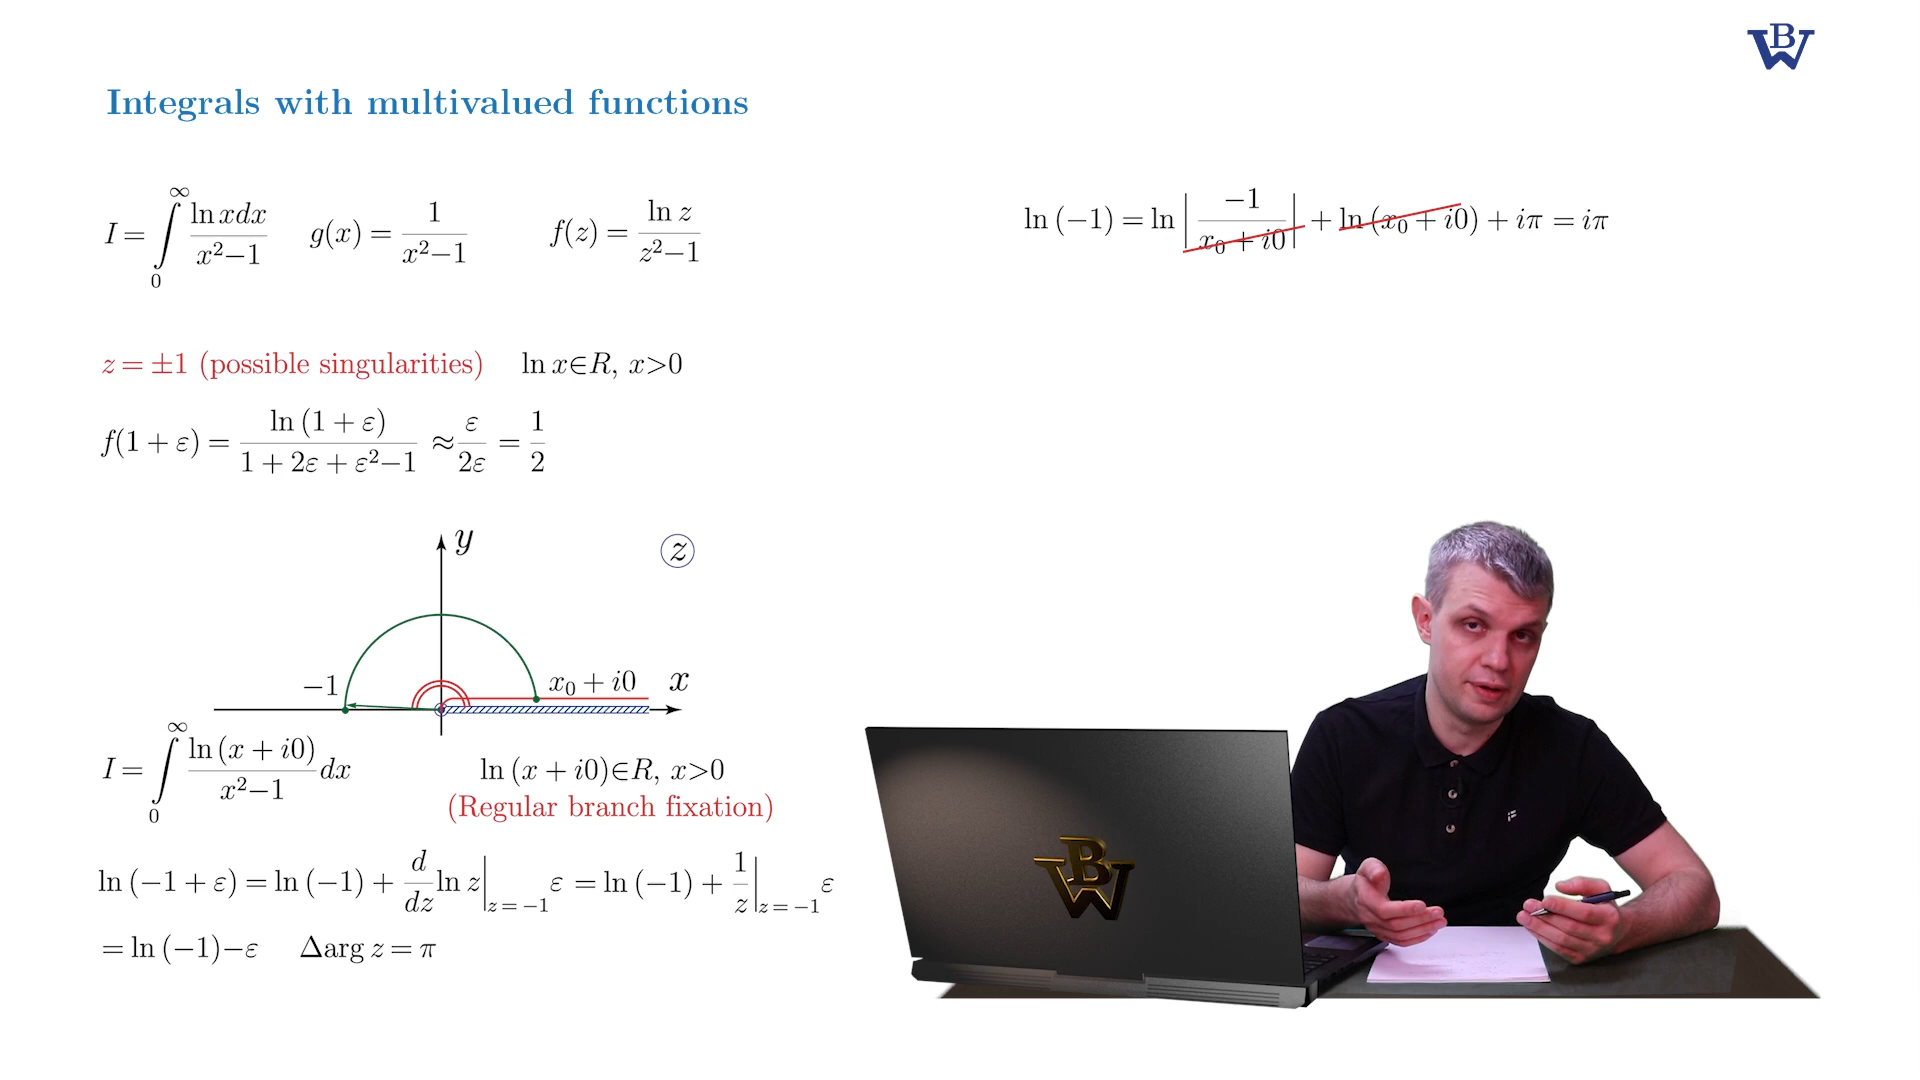 BW
Integrals with multivalued functions
I = ∫₀^∞ ln xdx / x²−1   g(x) = 1 / x²−1   f(z) = ln z / z²−1
ln (−1) = ln | −1 / x₀ + i0 | + ln (x₀ + i0) + iπ = iπ
z = ±1 (possible singularities)   ln x∈R, x>0
f(1 + ε) = ln (1 + ε) / 1 + 2ε + ε²−1 ≈ ε / 2ε = 1 / 2
y
z
−1
x₀ + i0
x
I = ∫₀^∞ ln (x + i0) / x²−1 dx   ln (x + i0)∈R, x>0
(Regular branch fixation)
ln (−1 + ε) = ln (−1) + d/dz ln z|_{z = −1} ε = ln (−1) + 1/z|_{z = −1} ε
= ln (−1)−ε   Δarg z = π
BW